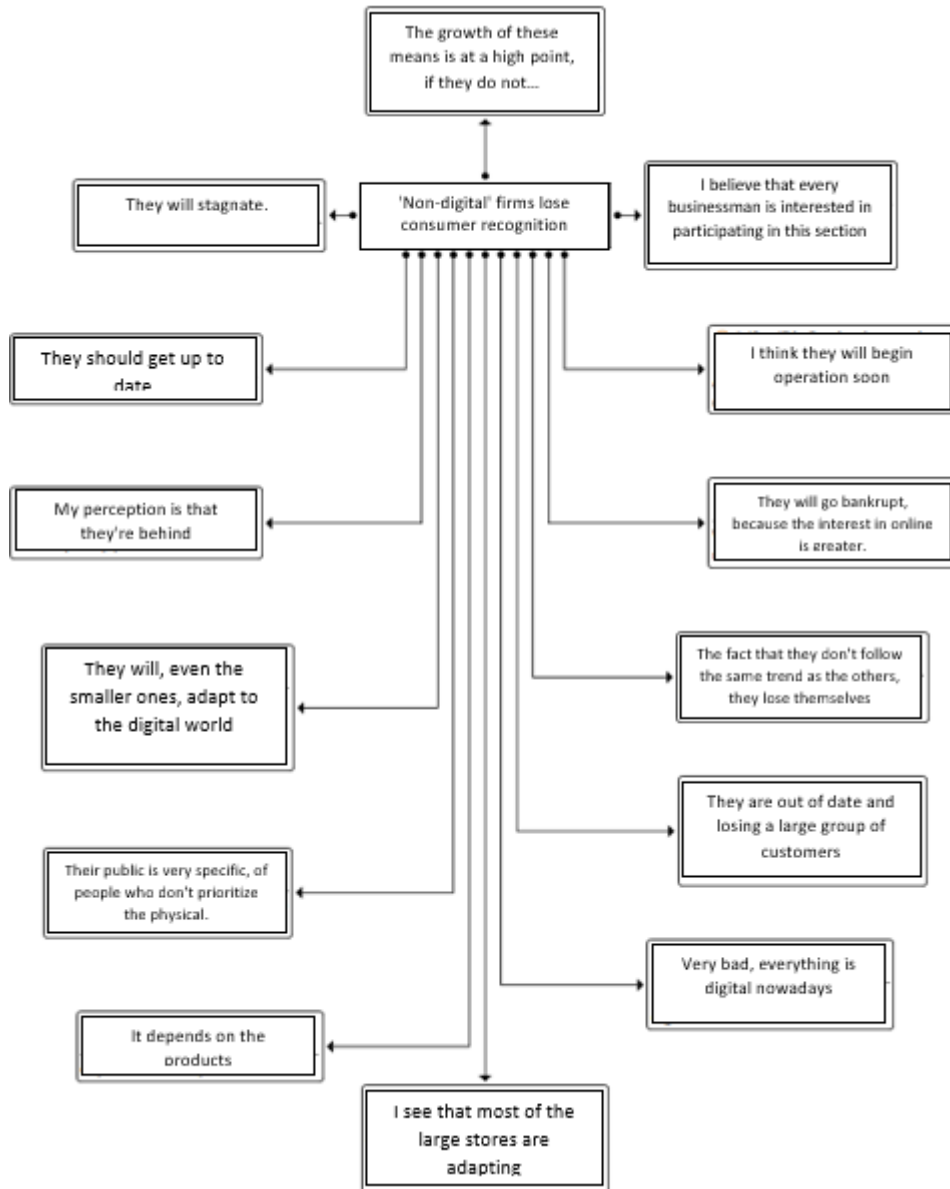 The growth of these
means is at a high point,
if they do not...
They will stagnate.
'Non-digital' firms lose
consumer recognition
I believe that every
businessman is interested in
participating in this section
They should get up to
date
I think they will begin
operation soon
My perception is that
they're behind
They will go bankrupt,
because the interest in online
is greater.
They will, even the
smaller ones, adapt to
the digital world
The fact that they don't follow
the same trend as the others,
they lose themselves
They are out of date and
losing a large group of
customers
Their public is very specific, of
people who don't prioritize
the physical.
Very bad, everything is
digital nowadays
It depends on the
products
I see that most of the
large stores are
adapting